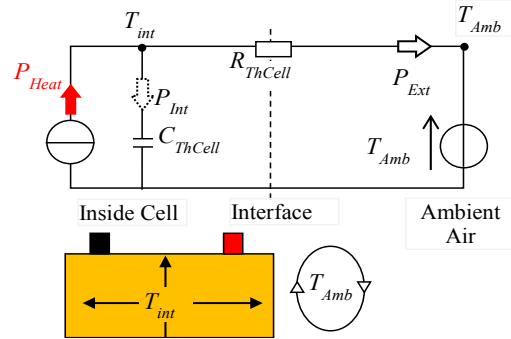 T_int
T_Amb
P_Heat
R_ThCell
P_Int
P_Ext
C_ThCell
T_Amb
Inside Cell
Interface
Ambient
Air
T_int
T_Amb